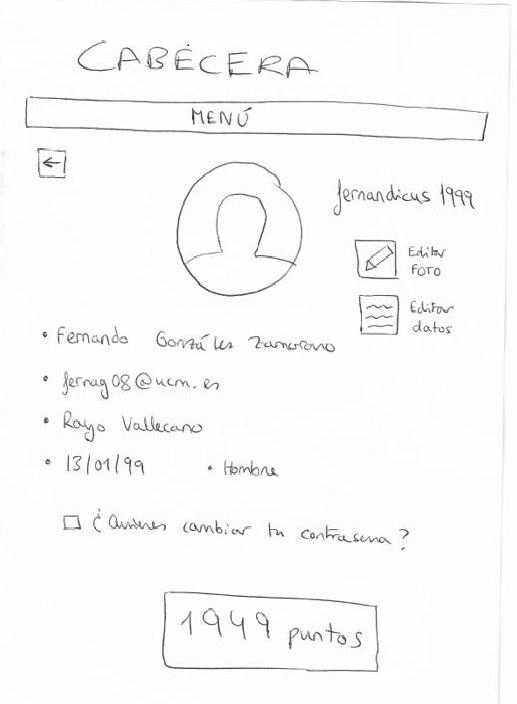 CABECERA
MENÚ
fernandicus 1999
Editar
FOTO
Editar
datos
• Fernando Gonzáles Zamorano
• fernag08@ucm.es
• Rayo Vallecano
• 13/01/99 • Hombre
¿Quieres cambiar tu contraseña?
1949 puntos